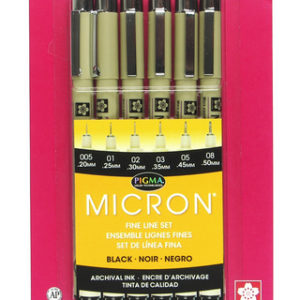 005 01 02 03 05 08
.20MM .25MM .30MM .35MM .45MM .50MM
PIGMA
MICRON®
FINE LINE SET
ENSEMBLE LIGNES FINES
SET DE LÍNEA FINA
BLACK • NOIR • NEGRO
ARCHIVAL INK • ENCRE D'ARCHIVAGE
TINTA DE CALIDAD
AP